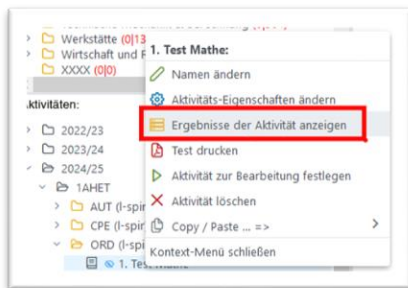 Werkstätte (0|13
Wirtschaft und F
XXXX (0|0)
ktivitäten:
2022/23
2023/24
2024/25
1AHET
AUT (l-spir
CPE (l-spir
ORD (l-spi
1. Test Mathe
1. Test Mathe:
Namen ändern
Aktivitäts-Eigenschaften ändern
Ergebnisse der Aktivität anzeigen
Test drucken
Aktivität zur Bearbeitung festlegen
Aktivität löschen
Copy / Paste ... =>
Kontext-Menü schließen